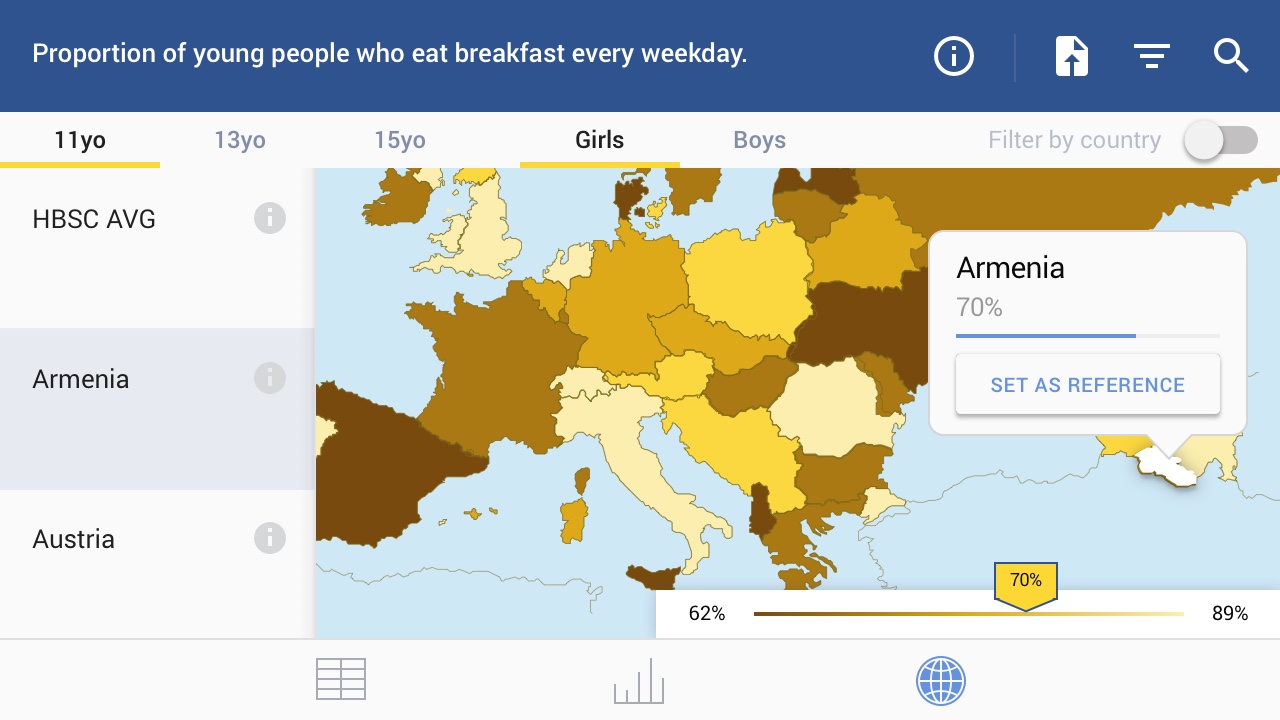 Proportion of young people who eat breakfast every weekday.
11yo 13yo 15yo Girls Boys Filter by country
HBSC AVG
Armenia
70%
SET AS REFERENCE
Armenia
Austria
70%
62% 89%